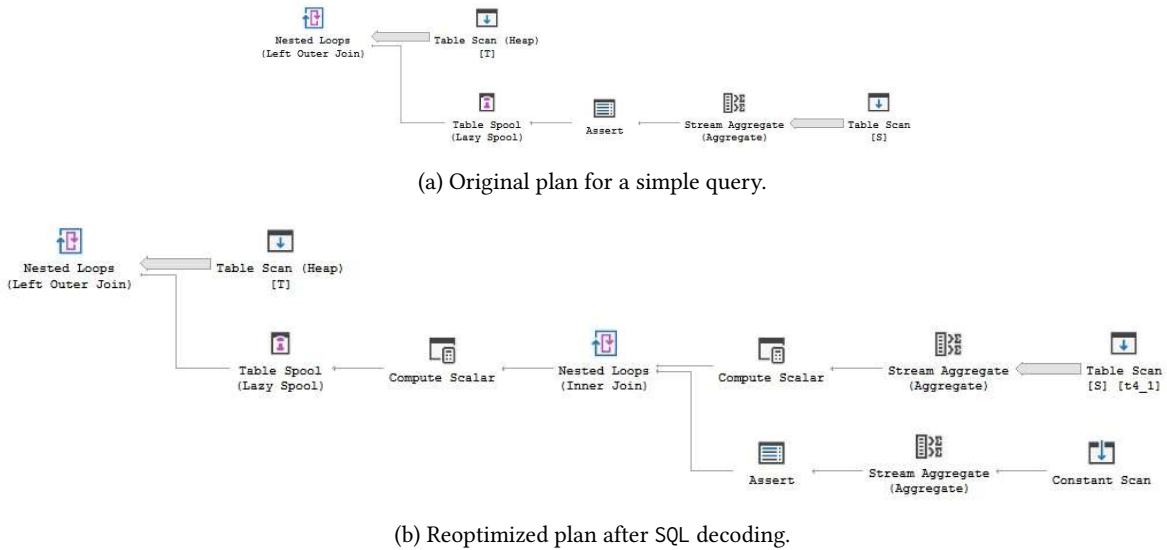 Nested Loops
(Left Outer Join)
Table Scan (Heap)
[T]
Table Spool
(Lazy Spool)
Assert
Stream Aggregate
(Aggregate)
Table Scan
[S]
(a) Original plan for a simple query.
Nested Loops
(Left Outer Join)
Table Scan (Heap)
[T]
Table Spool
(Lazy Spool)
Compute Scalar
Nested Loops
(Inner Join)
Compute Scalar
Stream Aggregate
(Aggregate)
Table Scan
[S] [t4_1]
Assert
Stream Aggregate
(Aggregate)
Constant Scan
(b) Reoptimized plan after SQL decoding.